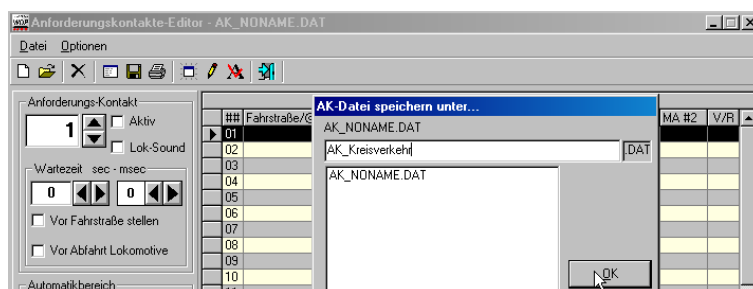 Anforderungskontakte-Editor - AK_NONAME.DAT
Datei Optionen
Anforderungs-Kontakt
1
Aktiv
Lok-Sound
Wartezeit sec - msec
0 0
Vor Fahrstraße stellen
Vor Abfahrt Lokomotive
Automatikbereich
## Fahrstraße/G
MA #2 V/R
01
02
03
04
05
06
07
08
09
10
AK-Datei speichern unter...
AK_NONAME.DAT
AK_Kreisverkehr .DAT
AK_NONAME.DAT
OK